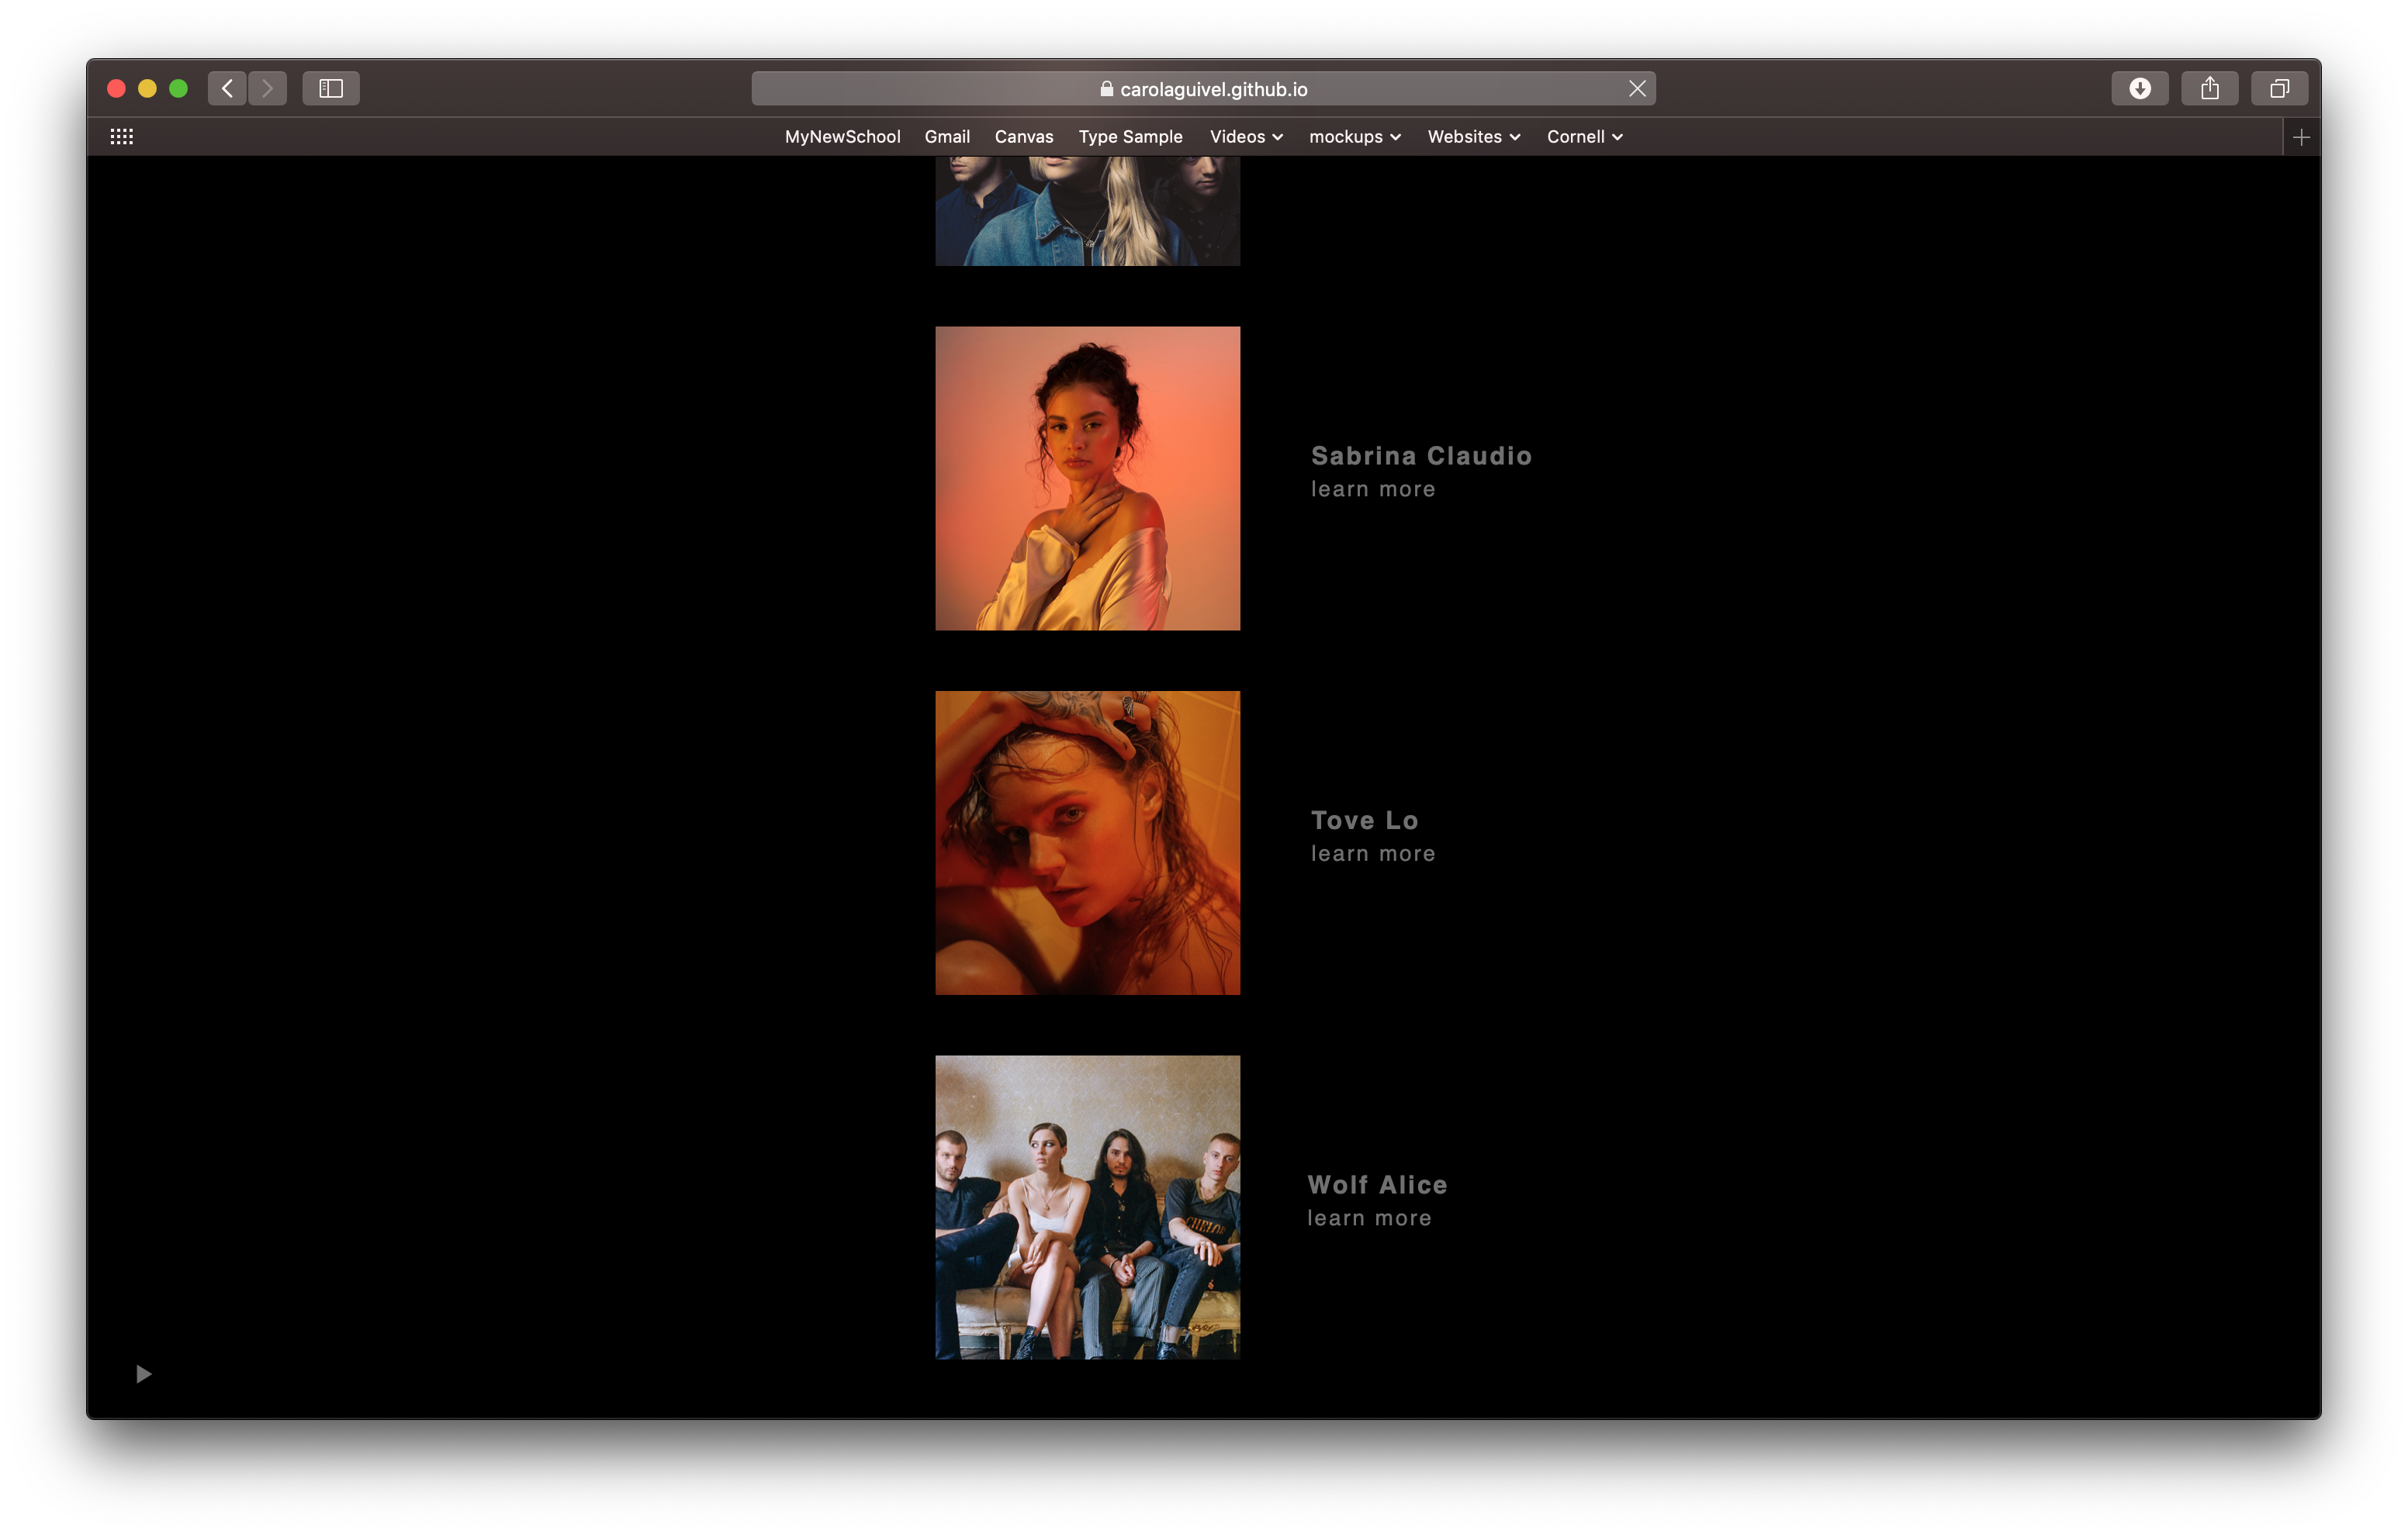 carolaguivel.github.io
MyNewSchool Gmail Canvas Type Sample Videos mockups Websites Cornell
Sabrina Claudio
learn more
Tove Lo
learn more
CHELOR
Wolf Alice
learn more